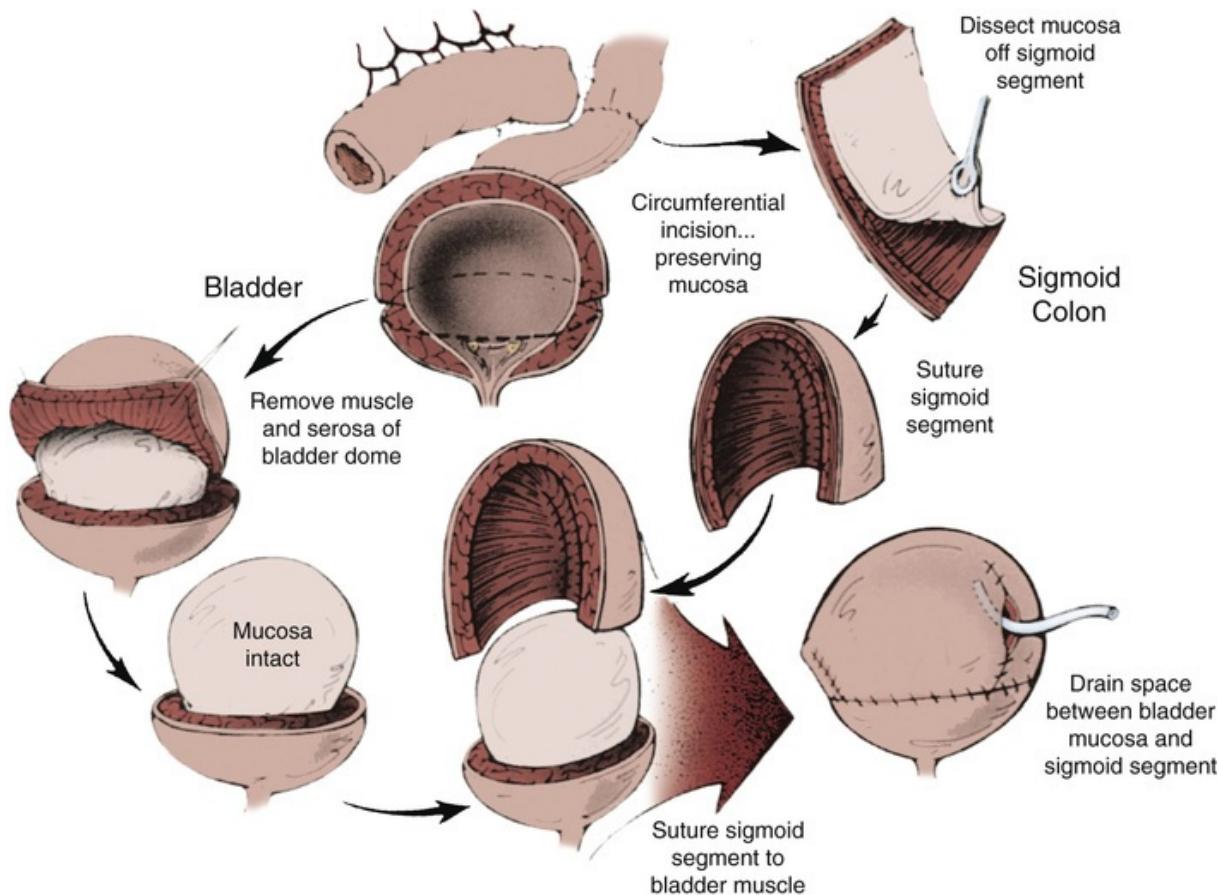 Dissect mucosa
off sigmoid
segment
Circumferential
incision...
preserving
mucosa
Sigmoid
Colon
Bladder
Suture
sigmoid
segment
Remove muscle
and serosa of
bladder dome
Mucosa
intact
Drain space
between bladder
mucosa and
sigmoid segment
Suture sigmoid
segment to
bladder muscle